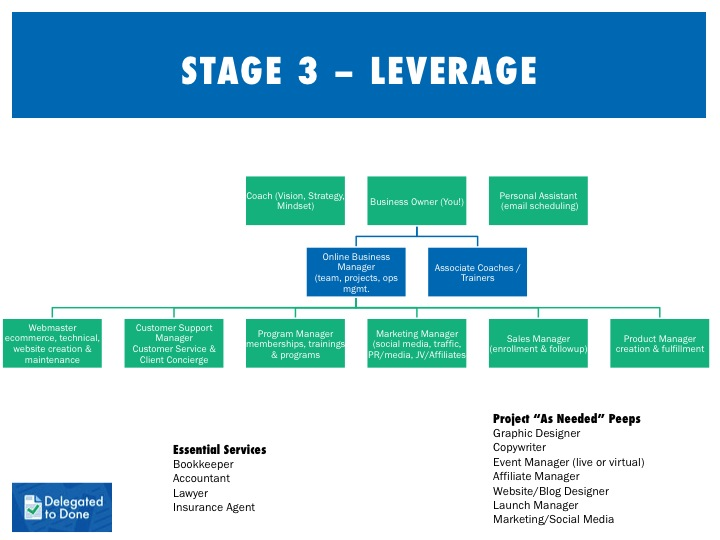 STAGE 3 – LEVERAGE
Coach (Vision, Strategy,
Mindset)
Business Owner (You!)
Personal Assistant
(email scheduling)
Online Business
Manager
(team, projects, ops
mgmt.
Associate Coaches /
Trainers
Webmaster
ecommerce, technical,
website creation &
maintenance
Customer Support
Manager
Customer Service &
Client Concierge
Program Manager
memberships, trainings
& programs
Marketing Manager
(social media, traffic,
PR/media, JV/Affiliates
Sales Manager
(enrollment & followup)
Product Manager
creation & fulfillment
Essential Services
Bookkeeper
Accountant
Lawyer
Insurance Agent
Project “As Needed” Peeps
Graphic Designer
Copywriter
Event Manager (live or virtual)
Affiliate Manager
Website/Blog Designer
Launch Manager
Marketing/Social Media
Delegated
to Done